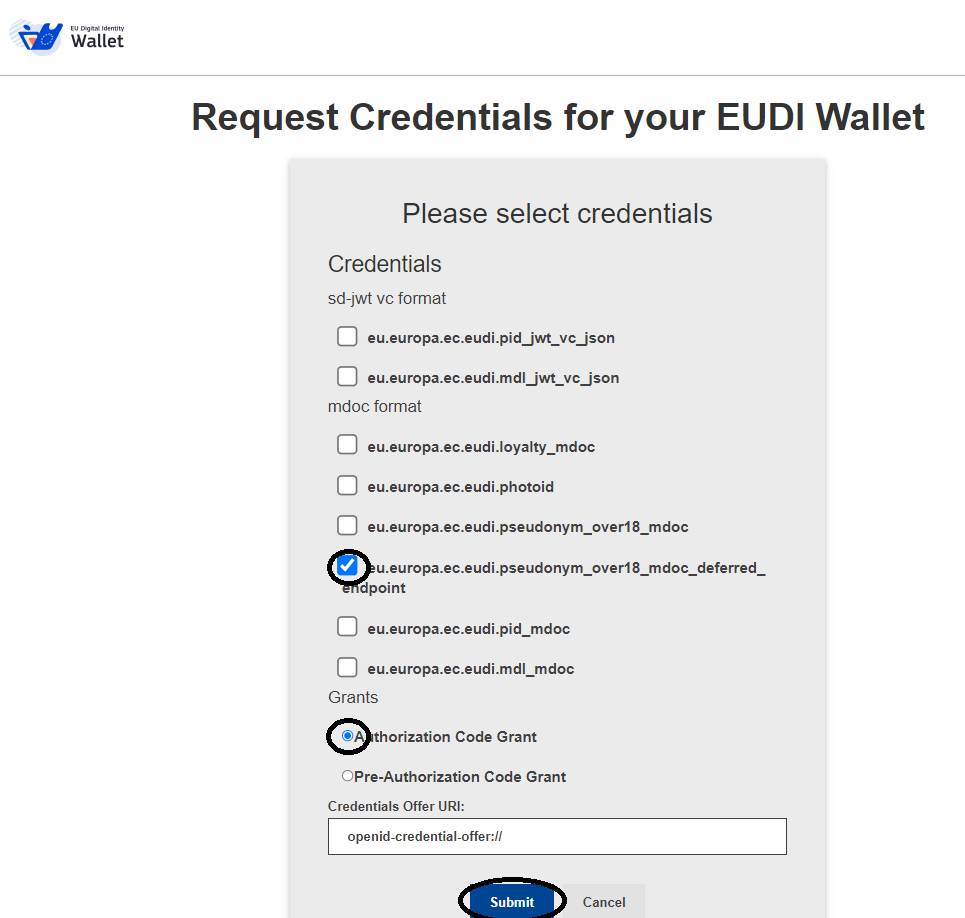 EU Digital Identity
Wallet
Request Credentials for your EUDI Wallet
Please select credentials
Credentials
sd-jwt vc format
eu.europa.ec.eudi.pid_jwt_vc_json
eu.europa.ec.eudi.mdl_jwt_vc_json
mdoc format
eu.europa.ec.eudi.loyalty_mdoc
eu.europa.ec.eudi.photoid
eu.europa.ec.eudi.pseudonym_over18_mdoc
eu.europa.ec.eudi.pseudonym_over18_mdoc_deferred_
endpoint
eu.europa.ec.eudi.pid_mdoc
eu.europa.ec.eudi.mdl_mdoc
Grants
Authorization Code Grant
Pre-Authorization Code Grant
Credentials Offer URI:
openid-credential-offer://
Submit Cancel